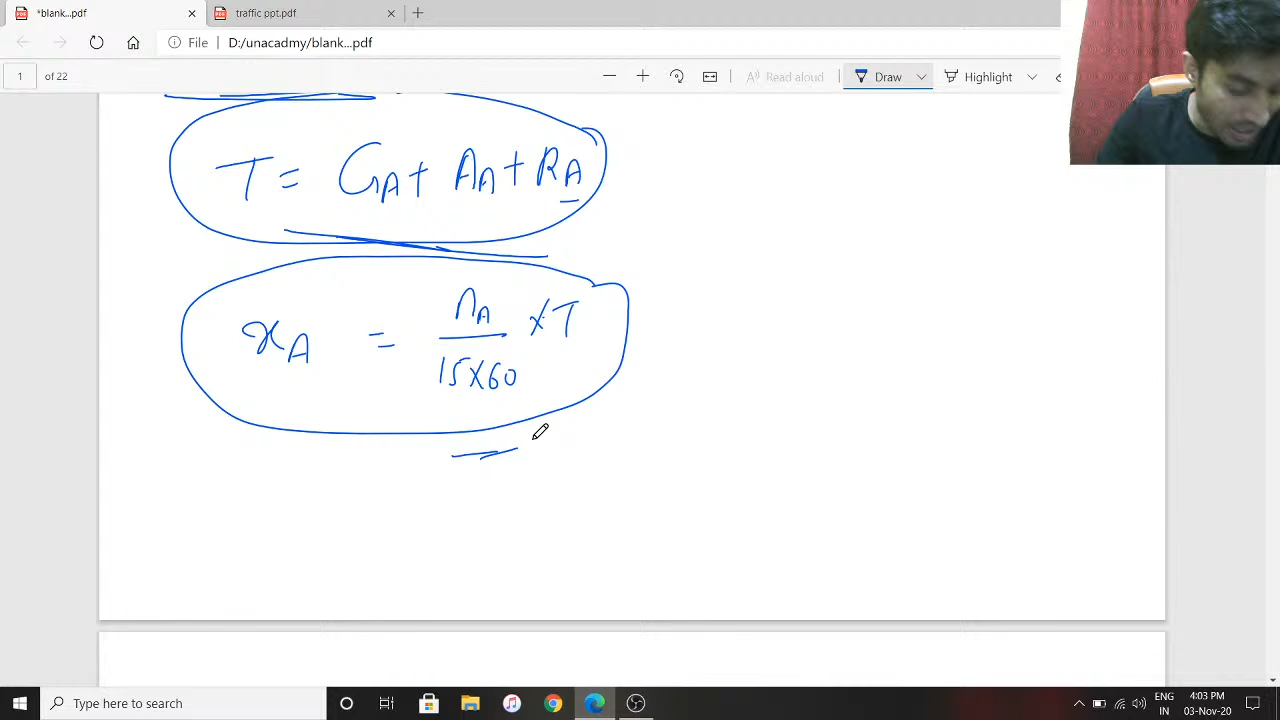 *blank.pdf
traffic ppt.pdf
File D:/unacadmy/blank...pdf
1 of 22
Read aloud
Draw
Highlight
T = GA + AA + RA
xA = nA / 15×60 × T
Type here to search
ENG
IN
4:03 PM
03-Nov-20